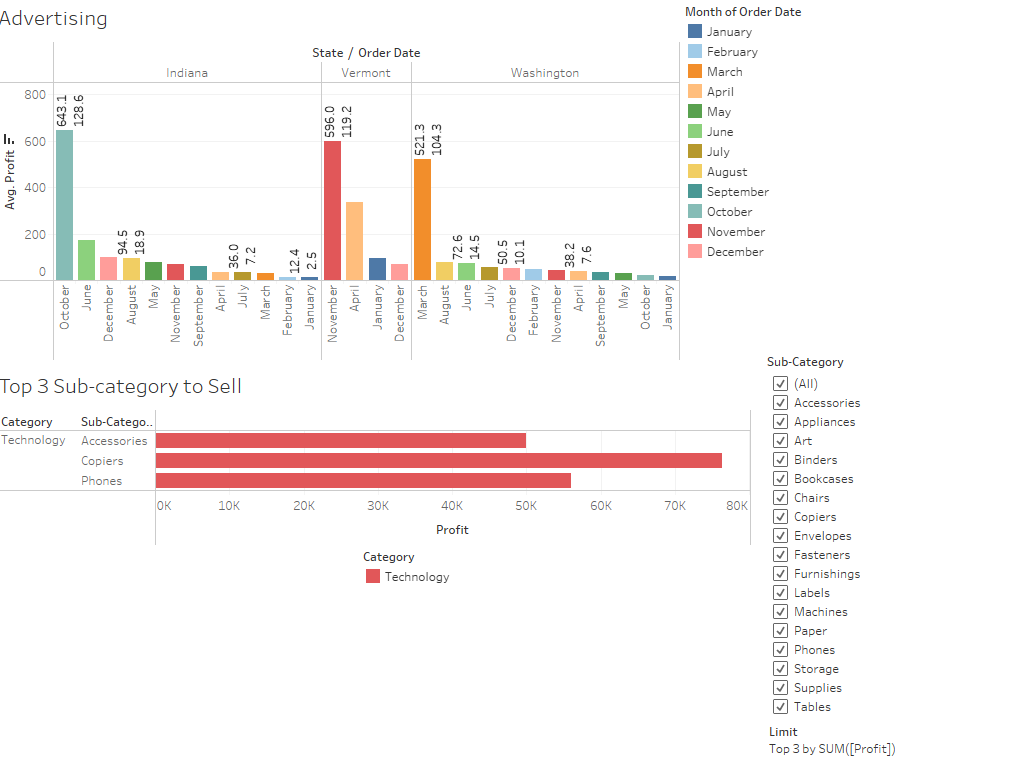 Advertising
State / Order Date
Indiana
Vermont
Washington
Avg. Profit
800
600
400
200
0
643.1
128.6
94.5
18.9
36.0
7.2
12.4
2.5
596.0
119.2
521.3
104.3
72.6
14.5
50.5
10.1
38.2
7.6
October
June
December
August
May
November
September
April
July
March
February
January
November
April
January
December
March
August
June
July
December
February
November
April
September
May
October
January
Month of Order Date
January
February
March
April
May
June
July
August
September
October
November
December
Top 3 Sub-category to Sell
Category
Sub-Catego..
Technology
Accessories
Copiers
Phones
0K
10K
20K
30K
40K
50K
60K
70K
80K
Profit
Category
Technology
Sub-Category
(All)
Accessories
Appliances
Art
Binders
Bookcases
Chairs
Copiers
Envelopes
Fasteners
Furnishings
Labels
Machines
Paper
Phones
Storage
Supplies
Tables
Limit
Top 3 by SUM([Profit])